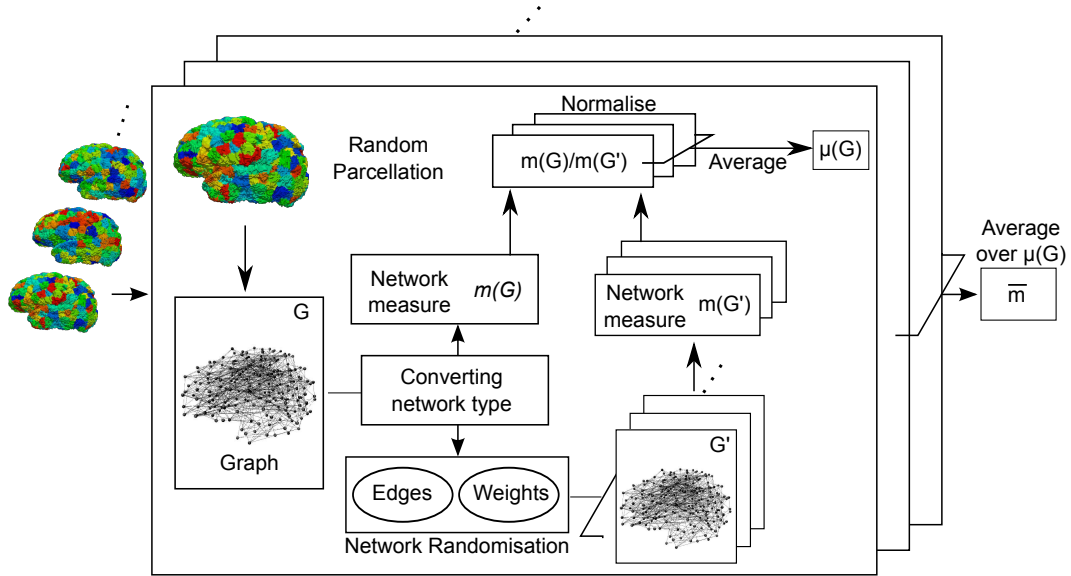 Normalise
Random
Parcellation
m(G)/m(G')
Average
μ(G)
Average
over μ(G)
m̅
Network
measure
m(G)
Network
measure
m(G')
G
Graph
Converting
network type
G'
Edges
Weights
Network Randomisation